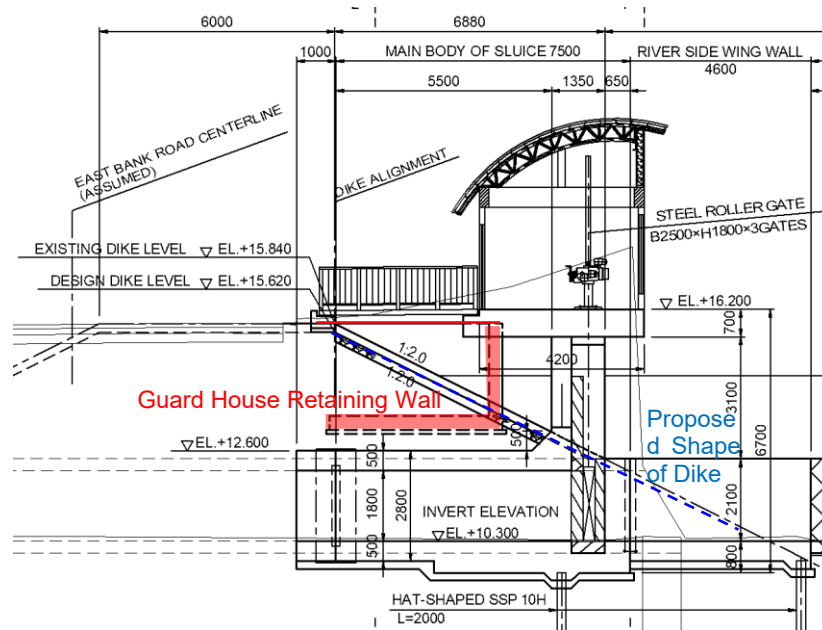 6000
6880
1000
MAIN BODY OF SLUICE 7500
RIVER SIDE WING WALL
4600
5500
1350
650
EAST BANK ROAD CENTERLINE
(ASSUMED)
DIKE ALIGNMENT
STEEL ROLLER GATE
B2500×H1800×3GATES
EXISTING DIKE LEVEL ▽ EL.+15.840
DESIGN DIKE LEVEL ▽ EL.+15.620
▽ EL.+16.200
700
1:2.0
1:2.0
4200
Guard House Retaining Wall
3100
6700
Propose
d Shape
of Dike
▽EL.+12.600
500
500
1800
2800
2100
INVERT ELEVATION
▽EL.+10.300
500
800
HAT-SHAPED SSP 10H
L=2000